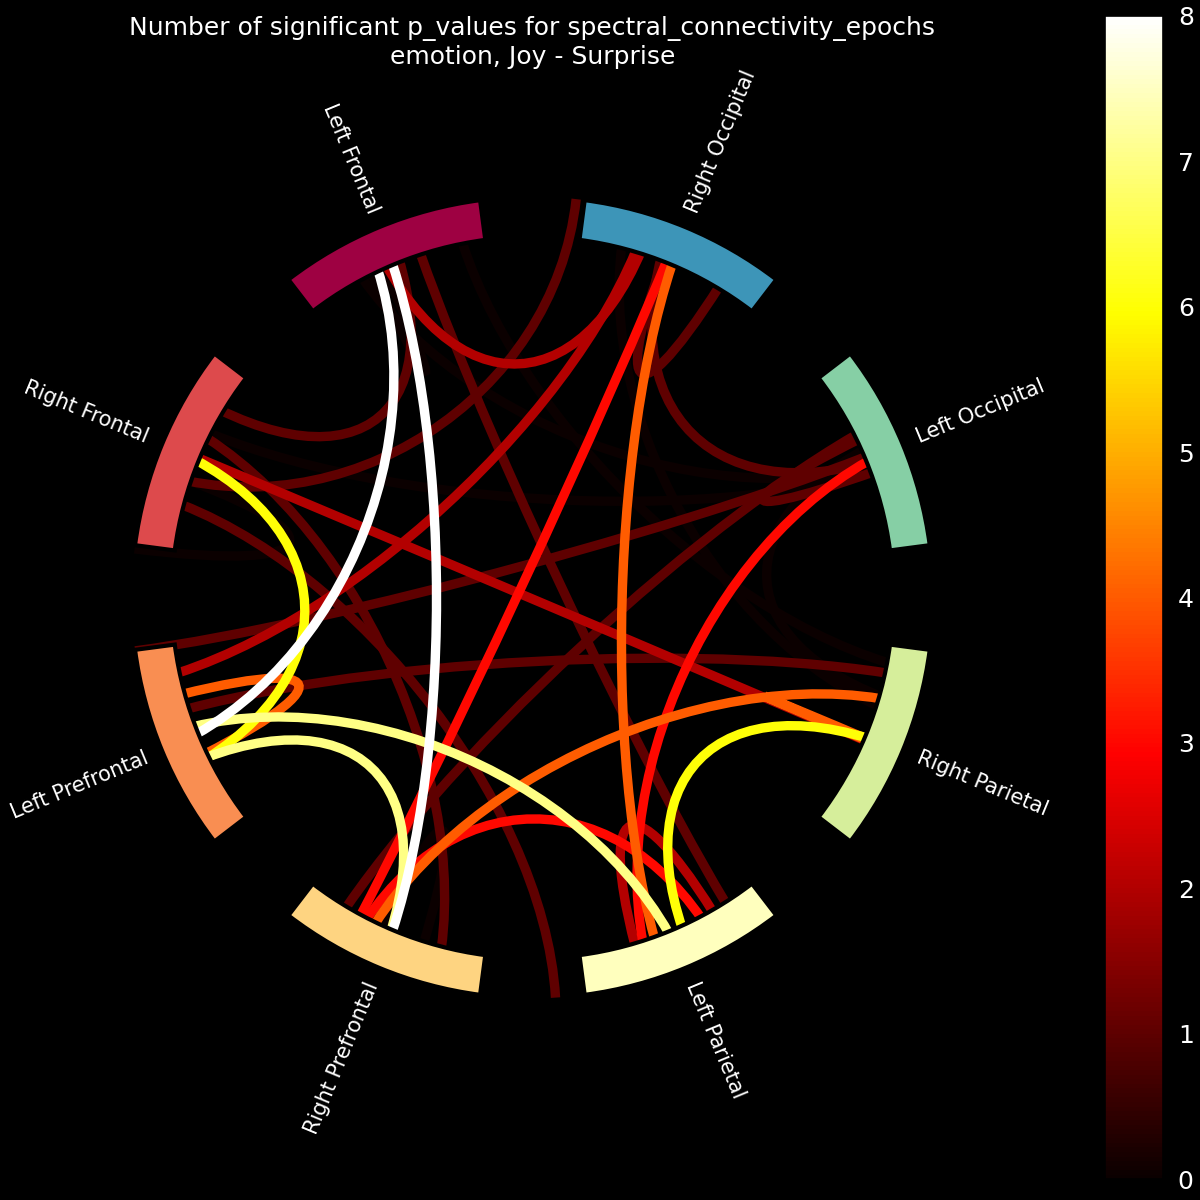 Number of significant p_values for spectral_connectivity_epochs
emotion, Joy - Surprise
Left Frontal
Right Occipital
Right Frontal
Left Occipital
Left Prefrontal
Right Parietal
Right Prefrontal
Left Parietal
8
7
6
5
4
3
2
1
0